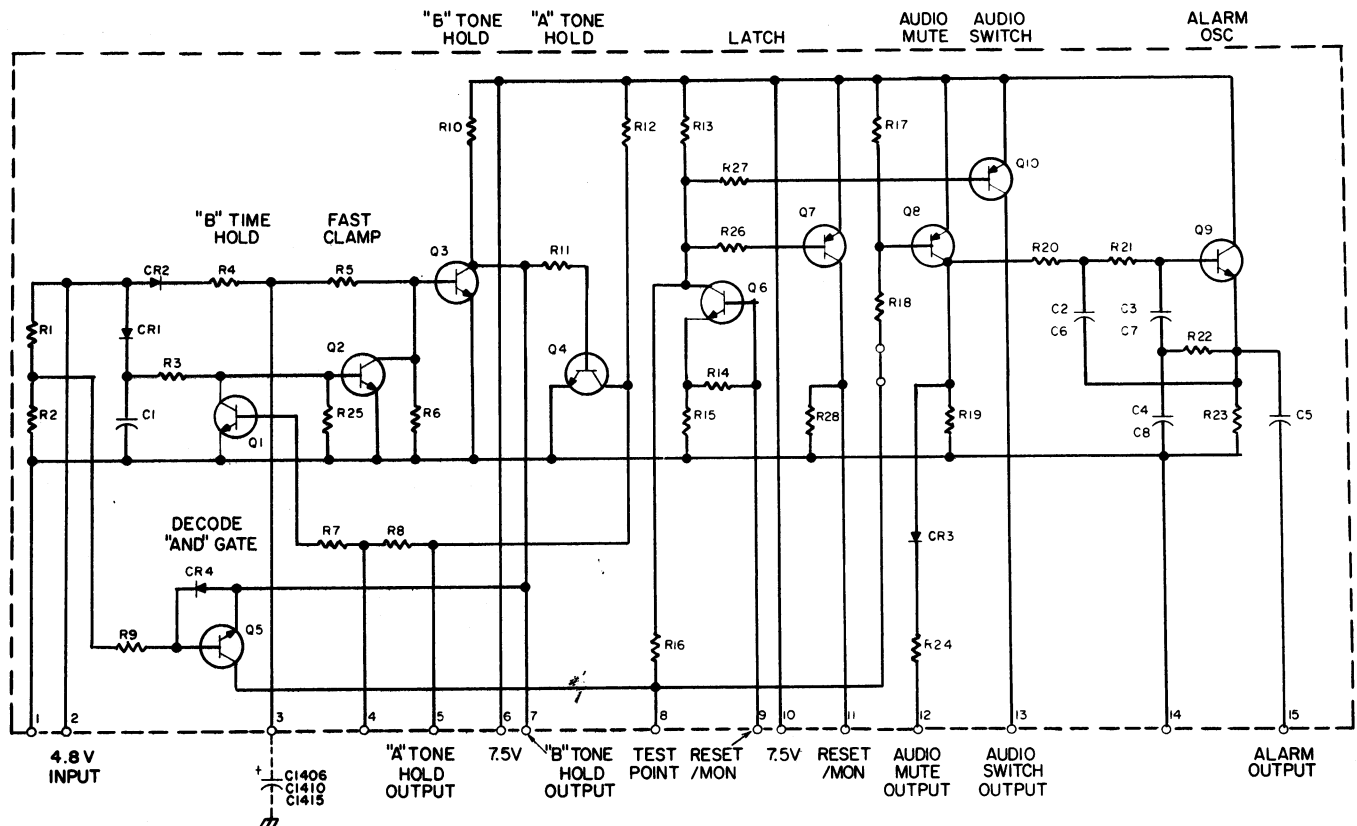 "B" TONE
HOLD
"A" TONE
HOLD
LATCH
AUDIO
MUTE
AUDIO
SWITCH
ALARM
OSC
R10
R12
R13
R17
R27
Q10
"B" TIME
HOLD
FAST
CLAMP
Q3
R11
R26
Q7
Q8
R20
R21
Q9
CR2
R4
R5
Q6
R18
C2
C6
C3
C7
R1
CR1
R3
Q2
Q4
R22
R2
C1
Q1
R25
R6
R14
R15
R28
R19
C4
C8
R23
C5
DECODE
"AND" GATE
R7
R8
CR3
CR4
R9
Q5
R16
R24
1
2
3
4
5
6
7
8
9
10
11
12
13
14
15
4.8 V
INPUT
"A" TONE
HOLD
OUTPUT
7.5V
"B" TONE
HOLD
OUTPUT
TEST
POINT
RESET
/MON
7.5V
RESET
/MON
AUDIO
MUTE
OUTPUT
AUDIO
SWITCH
OUTPUT
ALARM
OUTPUT
+
C1406
C1410
C1415